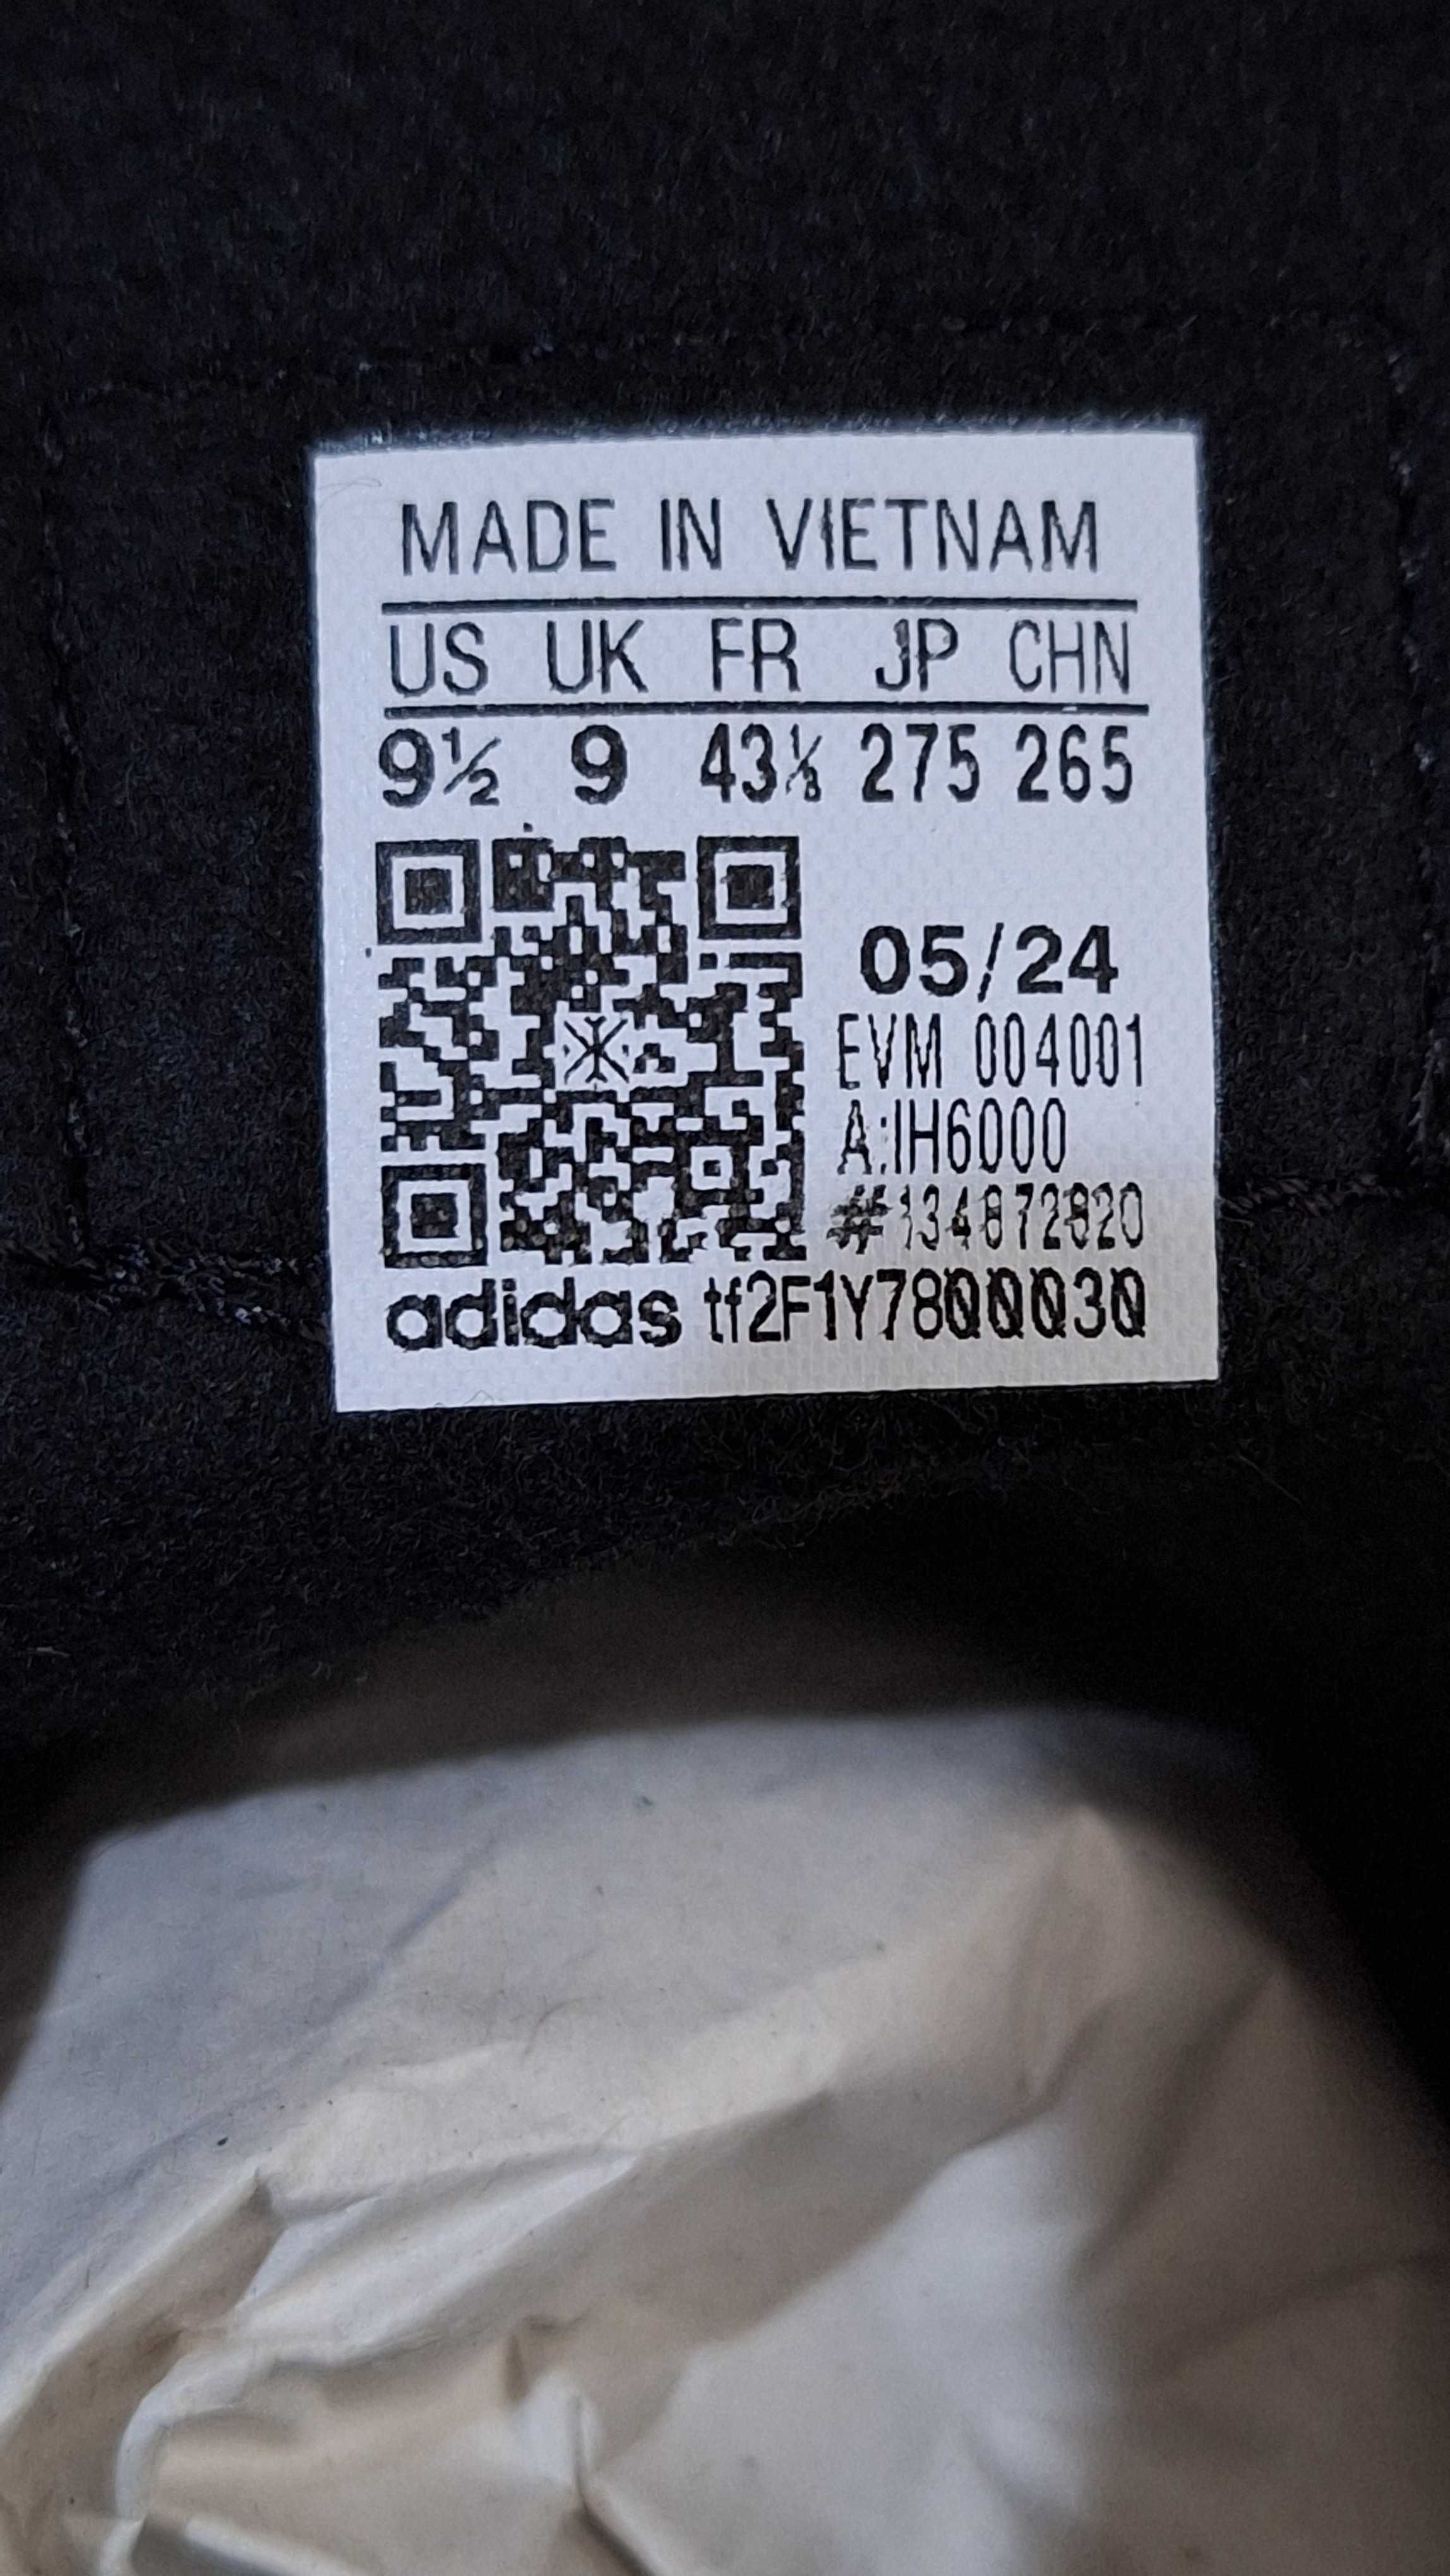 MADE IN VIETNAM
US UK FR JP CHN
9½ 9 43⅓ 275 265
05/24
EVM 004001
A:IH6000
adidas tf2F1Y7800030